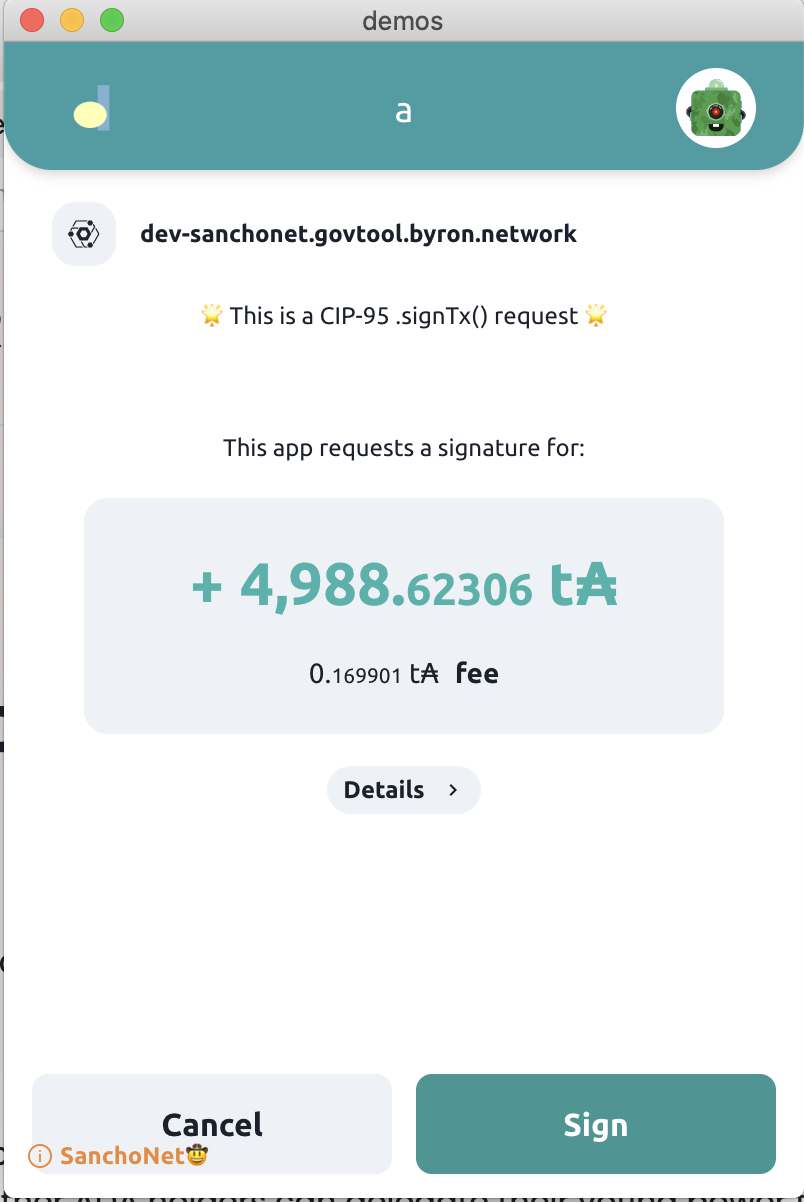 demos
a
dev-sanchonet.govtool.byron.network
🌟 This is a CIP-95 .signTx() request 🌟
This app requests a signature for:
+ 4,988.62306 t₳
0.169901 t₳ fee
Details >
Cancel
Sign
SanchoNet🤠